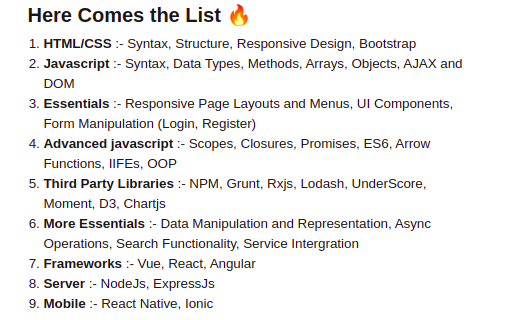 Here Comes the List 🔥
1. HTML/CSS :- Syntax, Structure, Responsive Design, Bootstrap
2. Javascript :- Syntax, Data Types, Methods, Arrays, Objects, AJAX and
DOM
3. Essentials :- Responsive Page Layouts and Menus, UI Components,
Form Manipulation (Login, Register)
4. Advanced javascript :- Scopes, Closures, Promises, ES6, Arrow
Functions, IIFEs, OOP
5. Third Party Libraries :- NPM, Grunt, Rxjs, Lodash, UnderScore,
Moment, D3, Chartjs
6. More Essentials :- Data Manipulation and Representation, Async
Operations, Search Functionality, Service Intergration
7. Frameworks :- Vue, React, Angular
8. Server :- NodeJs, ExpressJs
9. Mobile :- React Native, Ionic